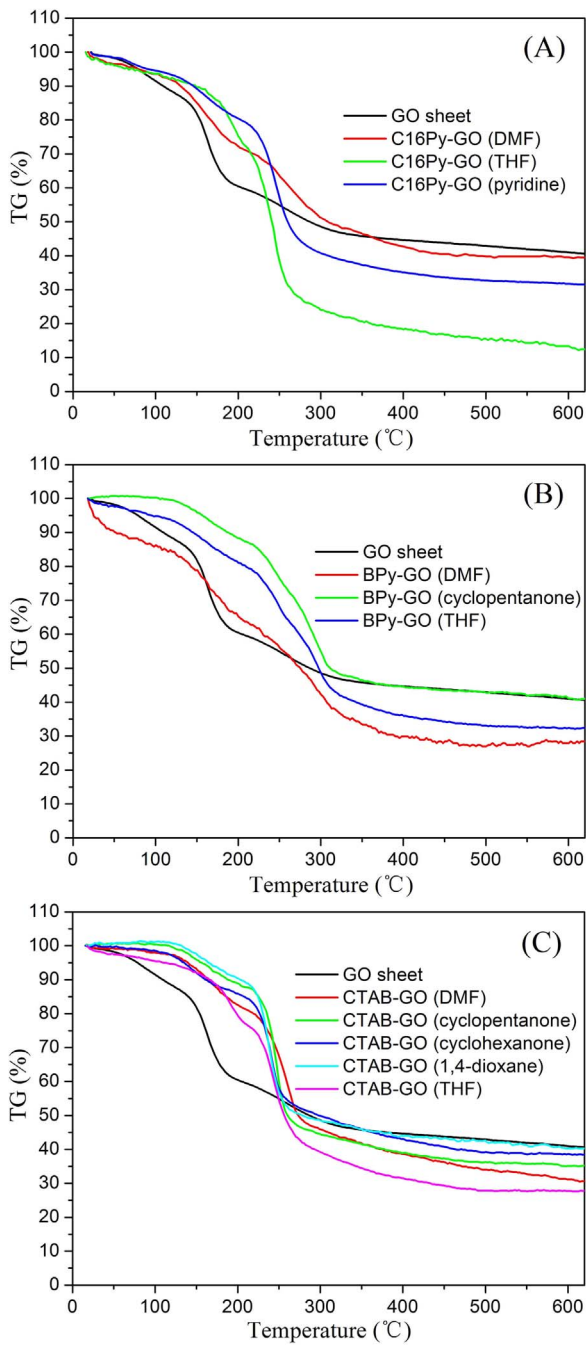 110
100
90
80
70
60
50
40
30
20
10
0
TG (%)
(A)
GO sheet
C16Py-GO (DMF)
C16Py-GO (THF)
C16Py-GO (pyridine)
0 100 200 300 400 500 600
Temperature (℃)
110
100
90
80
70
60
50
40
30
20
10
0
TG (%)
(B)
GO sheet
BPy-GO (DMF)
BPy-GO (cyclopentanone)
BPy-GO (THF)
0 100 200 300 400 500 600
Temperature (℃)
110
100
90
80
70
60
50
40
30
20
10
0
TG (%)
(C)
GO sheet
CTAB-GO (DMF)
CTAB-GO (cyclopentanone)
CTAB-GO (cyclohexanone)
CTAB-GO (1,4-dioxane)
CTAB-GO (THF)
0 100 200 300 400 500 600
Temperature (℃)